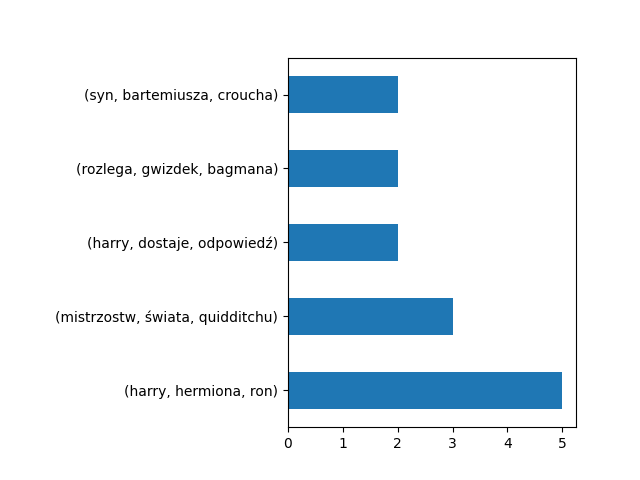 (syn, bartemiusza, croucha)
(rozlega, gwizdek, bagmana)
(harry, dostaje, odpowiedź)
(mistrzostw, świata, quidditchu)
(harry, hermiona, ron)
0 1 2 3 4 5